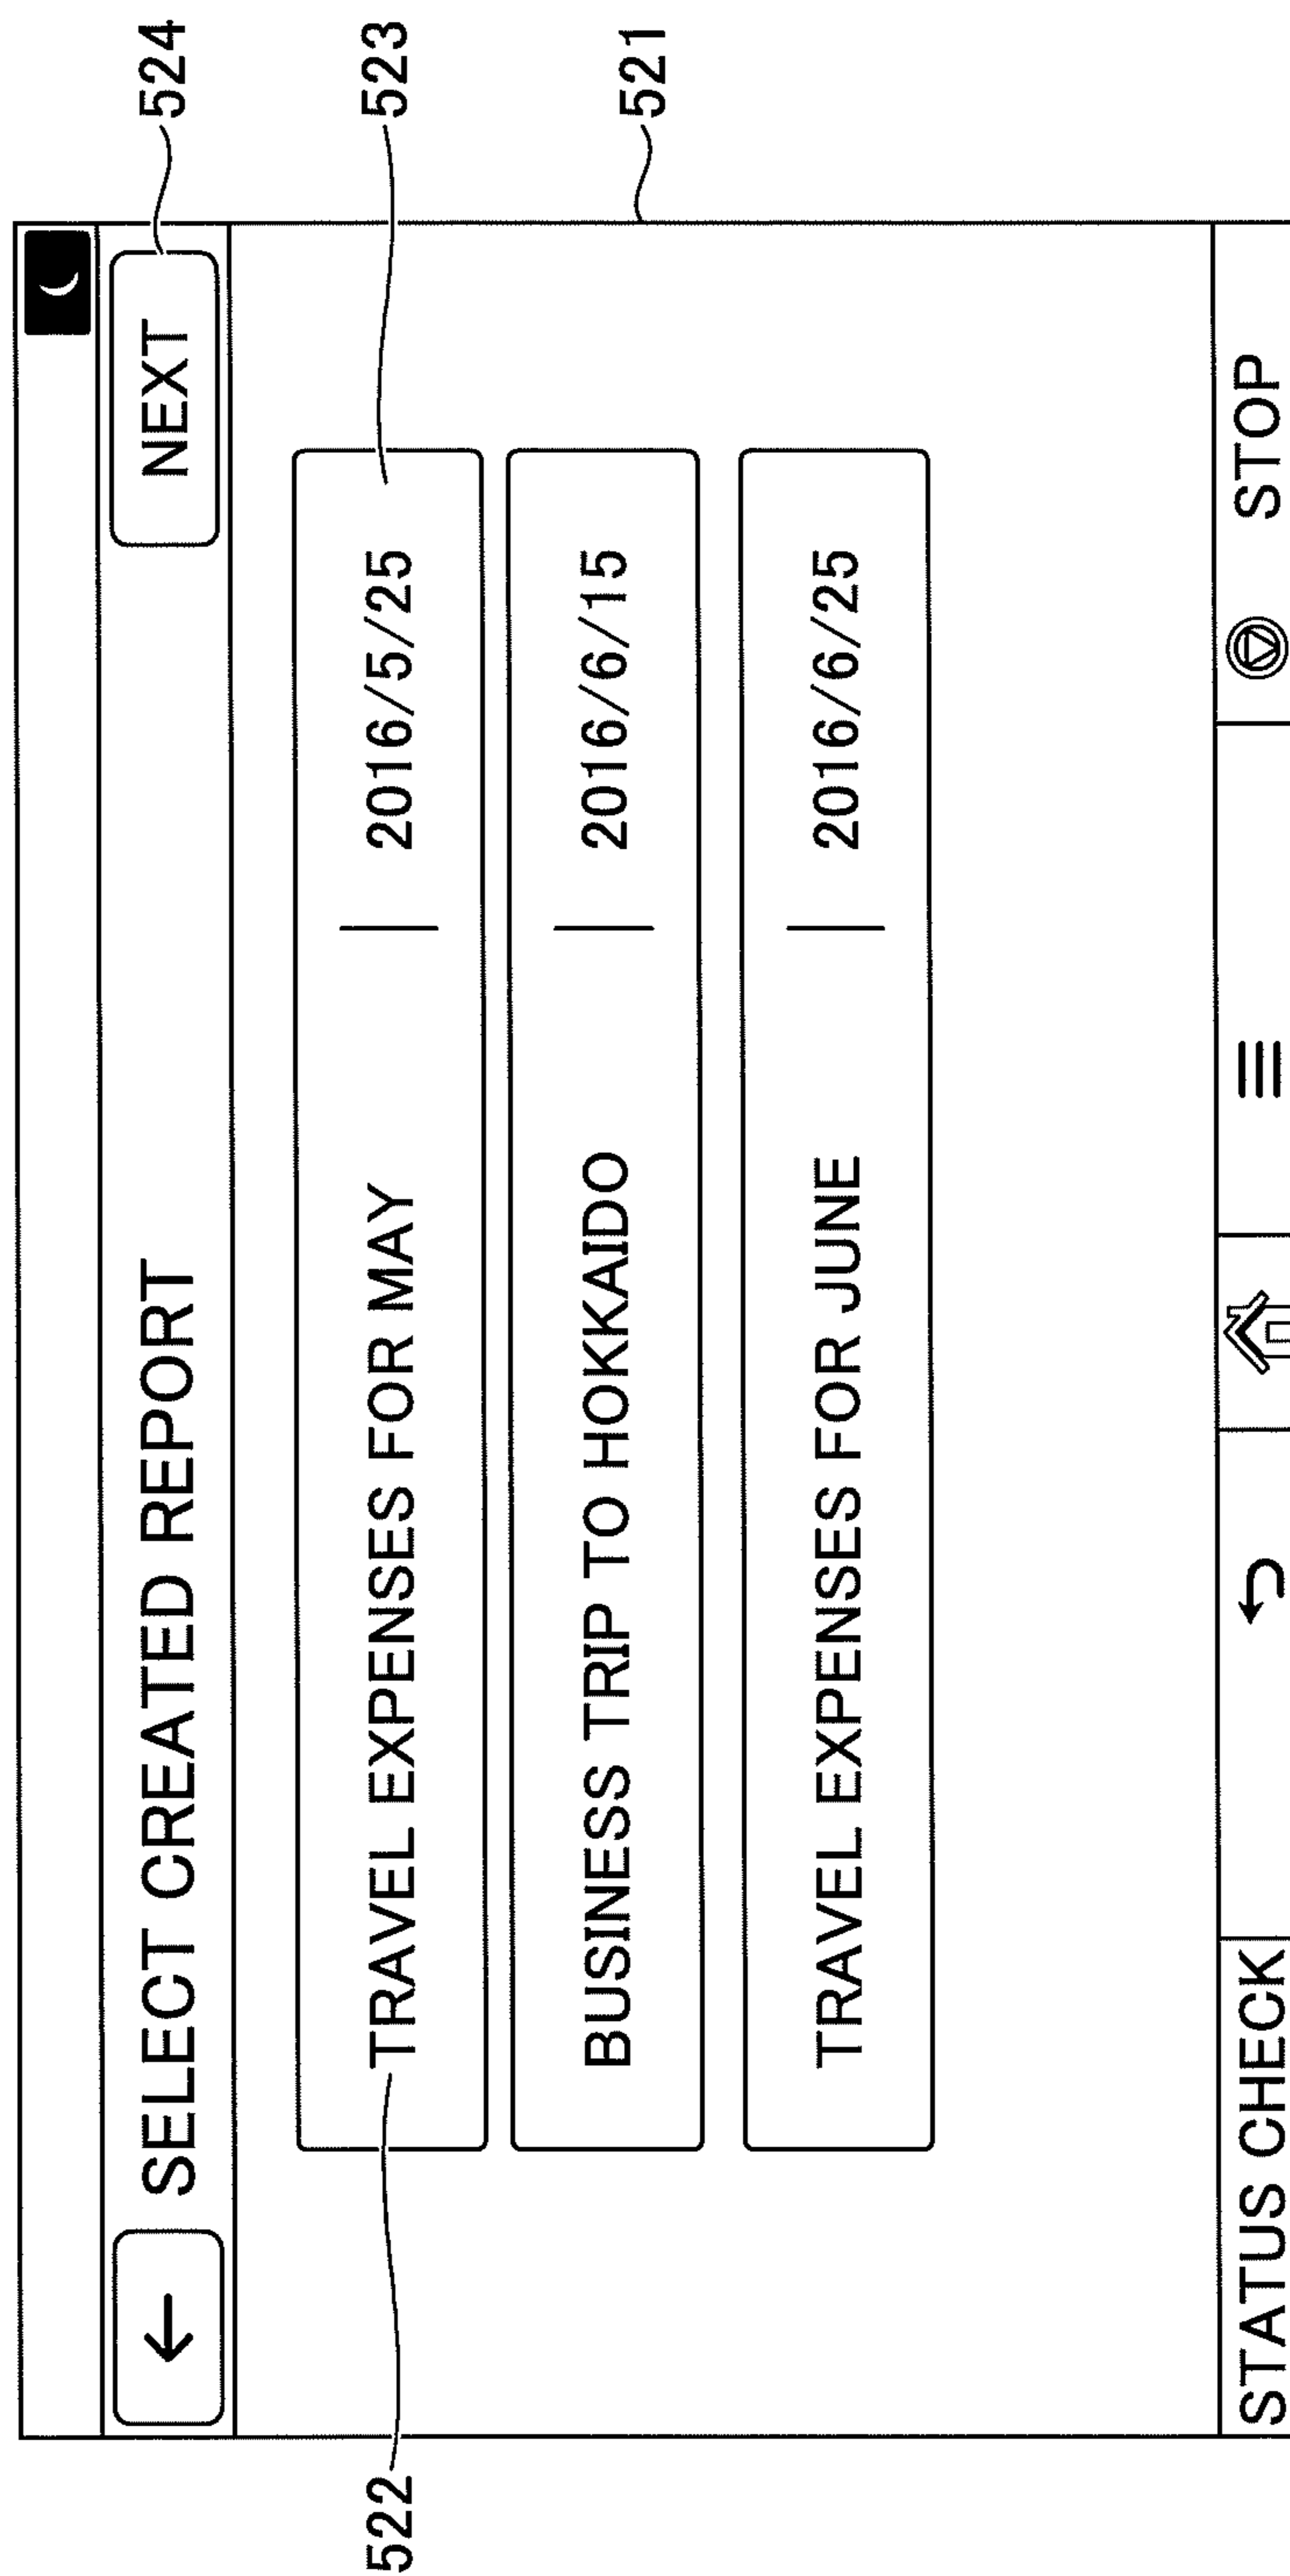 524
← SELECT CREATED REPORT NEXT
523
TRAVEL EXPENSES FOR MAY | 2016/5/25
522
BUSINESS TRIP TO HOKKAIDO | 2016/6/15
521
TRAVEL EXPENSES FOR JUNE | 2016/6/25
STATUS CHECK STOP